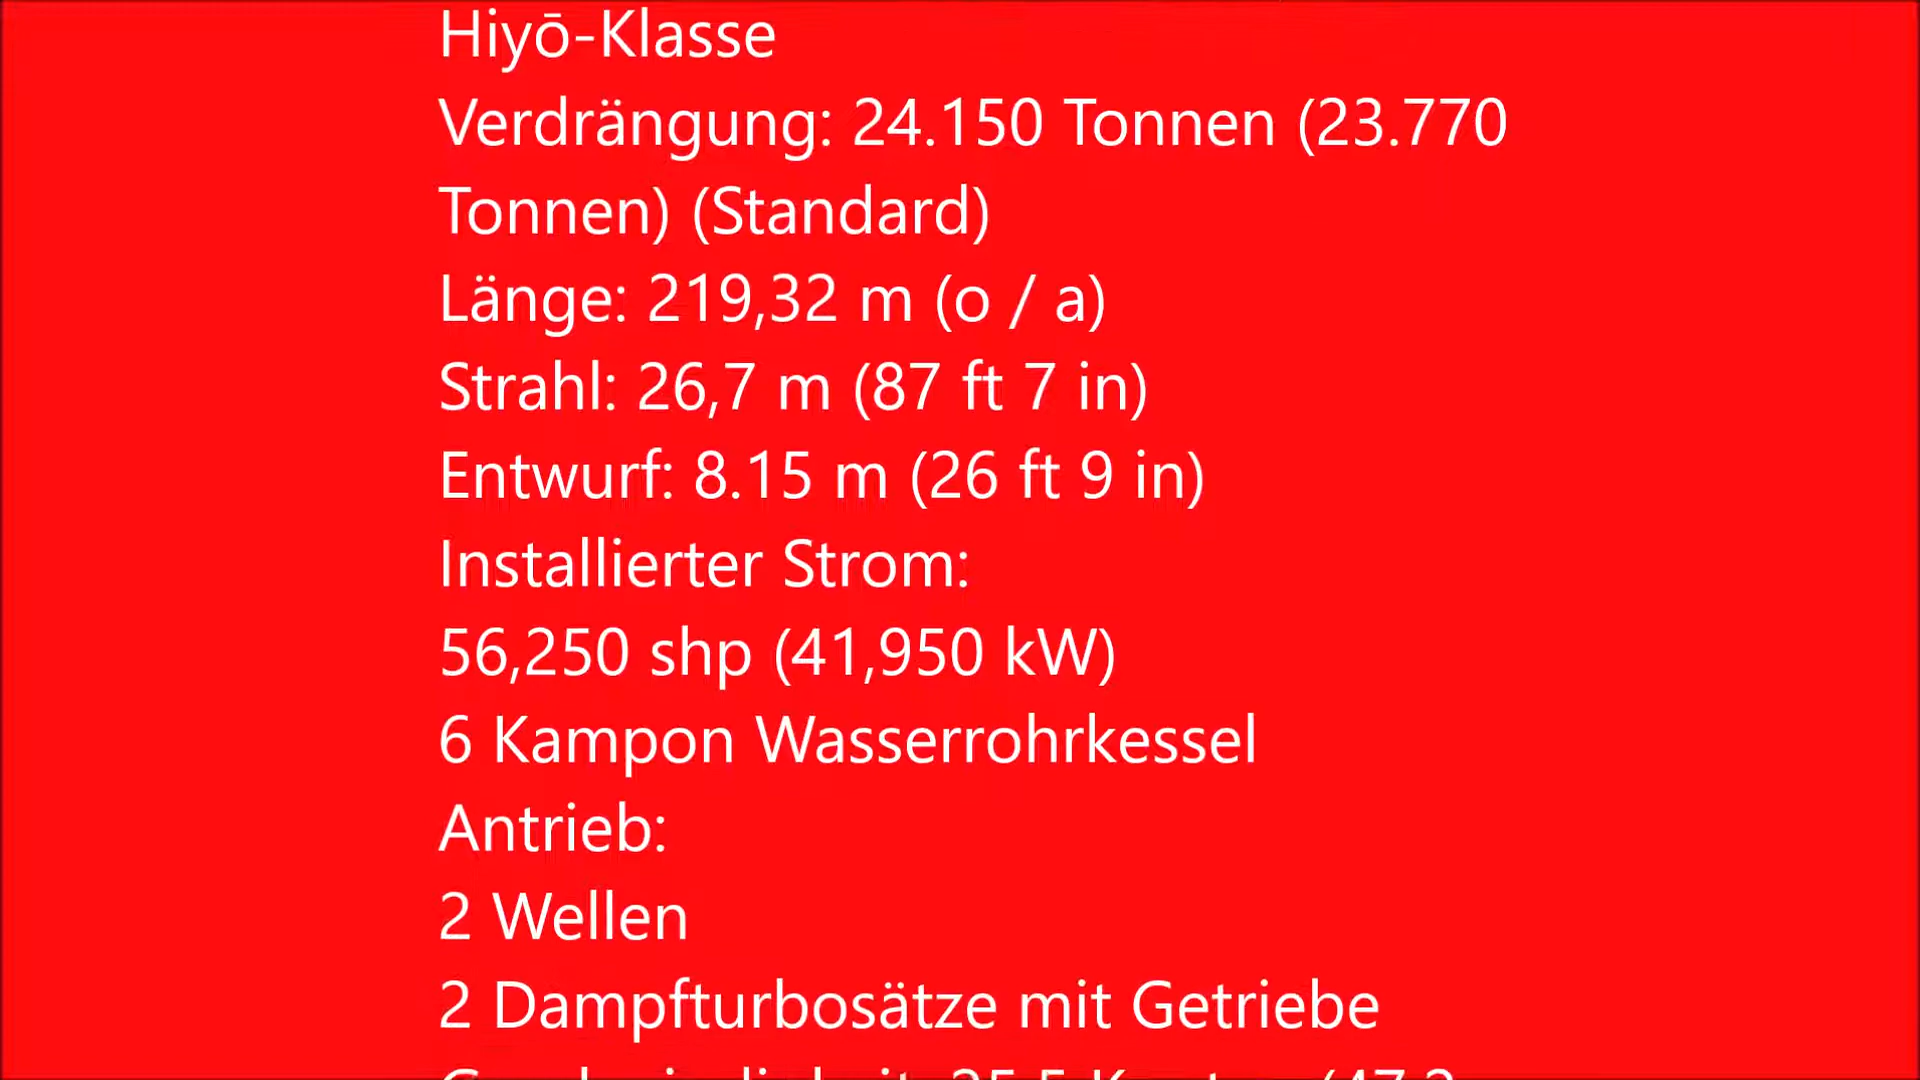 Hiyō-Klasse
Verdrängung: 24.150 Tonnen (23.770
Tonnen) (Standard)
Länge: 219,32 m (o / a)
Strahl: 26,7 m (87 ft 7 in)
Entwurf: 8.15 m (26 ft 9 in)
Installierter Strom:
56,250 shp (41,950 kW)
6 Kampon Wasserrohrkessel
Antrieb:
2 Wellen
2 Dampfturbosätze mit Getriebe